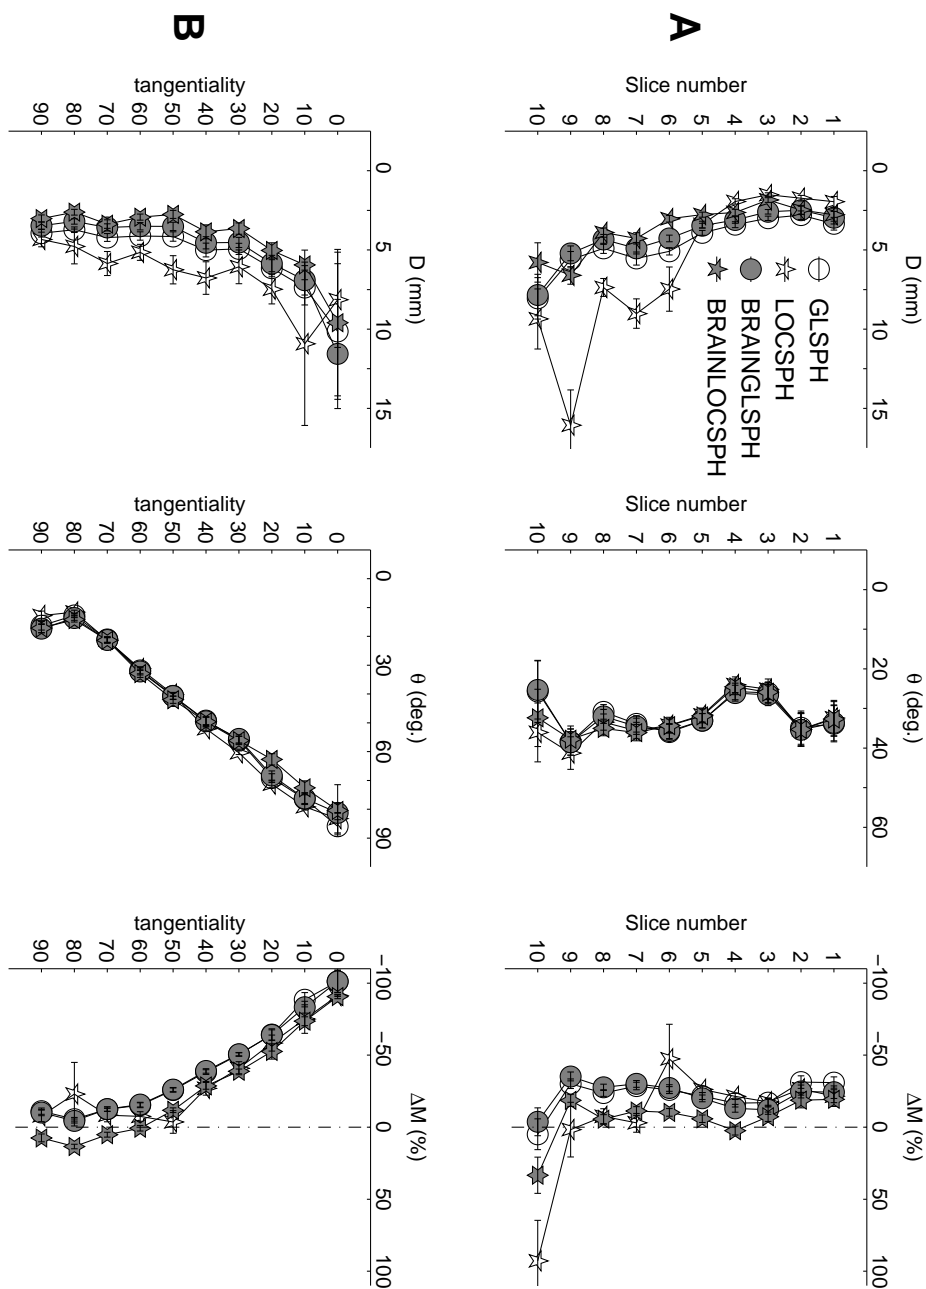 A
D (mm)
0 5 10 15
Slice number
1
2
3
4
5
6
7
8
9
10
GLSPH
LOCSPH
BRAINGLSPH
BRAINLOCSPH
θ (deg.)
0 20 40 60
Slice number
1
2
3
4
5
6
7
8
9
10
ΔM (%)
−100 −50 0 50 100
Slice number
1
2
3
4
5
6
7
8
9
10
B
D (mm)
0 5 10 15
tangentiality
0
10
20
30
40
50
60
70
80
90
θ (deg.)
0 30 60 90
tangentiality
0
10
20
30
40
50
60
70
80
90
ΔM (%)
−100 −50 0 50 100
tangentiality
0
10
20
30
40
50
60
70
80
90